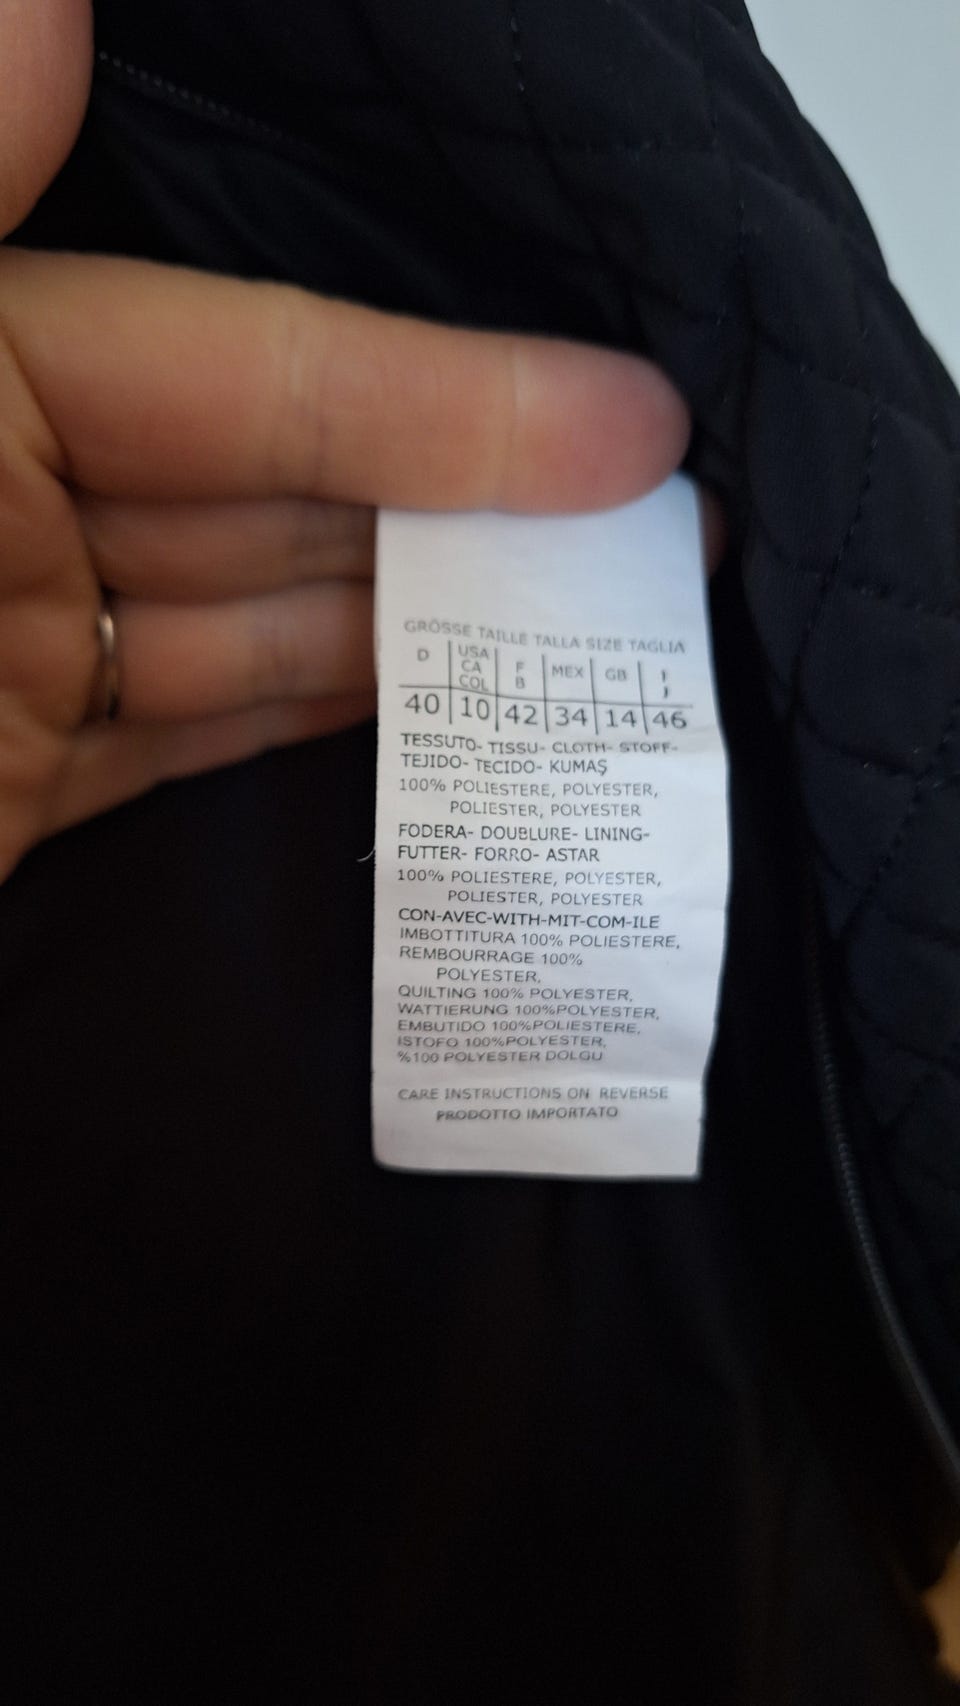 GRÖSSE TAILLE TALLA SIZE TAGLIA
D USA CA COL F B MEX GB I J
40 10 42 34 14 46
TESSUTO- TISSU- CLOTH- STOFF-
TEJIDO- TECIDO- KUMAŞ
100% POLIESTERE, POLYESTER,
POLIESTER, POLYESTER
FODERA- DOUBLURE- LINING-
FUTTER- FORRO- ASTAR
100% POLIESTERE, POLYESTER,
POLIESTER, POLYESTER
CON-AVEC-WITH-MIT-COM-ILE
IMBOTTITURA 100% POLIESTERE,
REMBOURRAGE 100%
POLYESTER,
QUILTING 100% POLYESTER,
WATTIERUNG 100%POLYESTER,
EMBUTIDO 100%POLIESTERE,
ISTOFO 100%POLYESTER,
%100 POLYESTER DOLGU
CARE INSTRUCTIONS ON REVERSE
PRODOTTO IMPORTATO